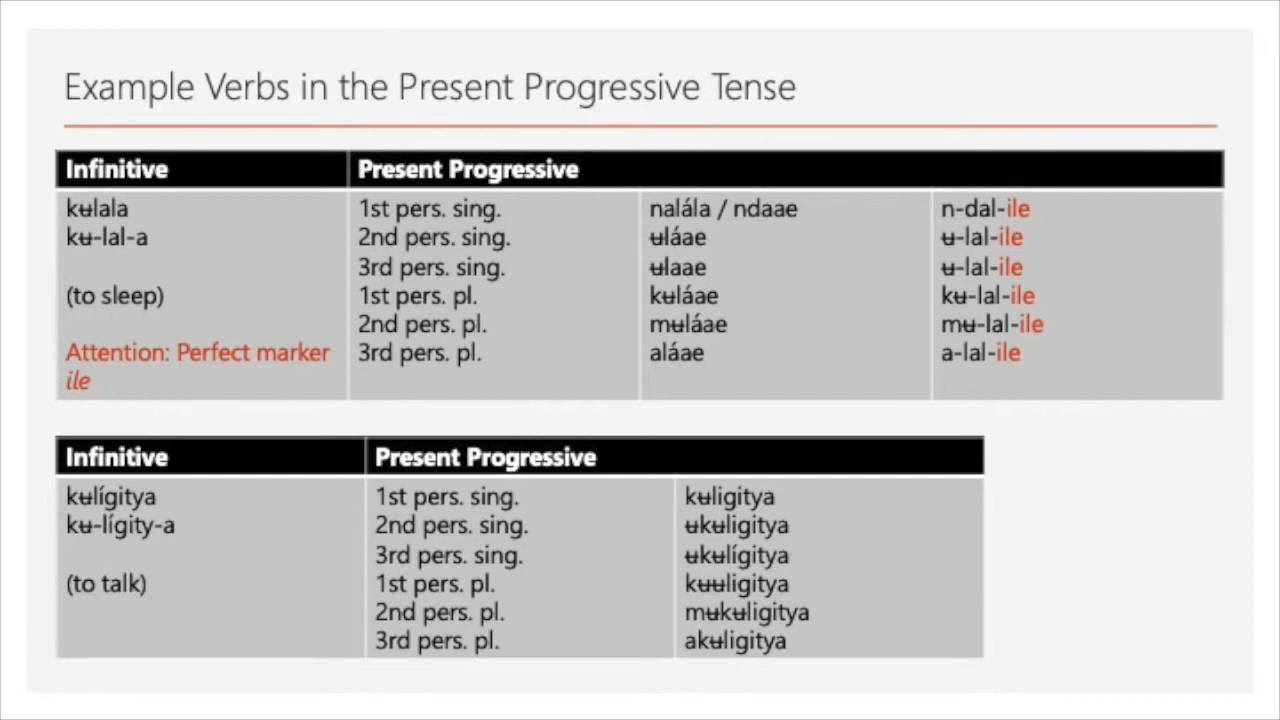 Example Verbs in the Present Progressive Tense
Infinitive Present Progressive
kʉlala 1st pers. sing. nalála / ndaae n-dal-ile
kʉ-lal-a 2nd pers. sing. ʉláae ʉ-lal-ile
3rd pers. sing. ʉlaae ʉ-lal-ile
(to sleep) 1st pers. pl. kʉláae kʉ-lal-ile
2nd pers. pl. mʉláae mʉ-lal-ile
Attention: Perfect marker 3rd pers. pl. aláae a-lal-ile
ile
Infinitive Present Progressive
kʉlígitya 1st pers. sing. kʉligitya
kʉ-lígity-a 2nd pers. sing. ʉkʉligitya
3rd pers. sing. ʉkʉlígitya
(to talk) 1st pers. pl. kʉʉligitya
2nd pers. pl. mʉkʉligitya
3rd pers. pl. akʉligitya